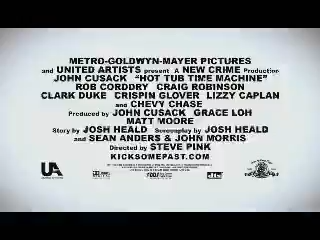 METRO-GOLDWYN-MAYER PICTURES
and UNITED ARTISTS present A NEW CRIME Production
JOHN CUSACK "HOT TUB TIME MACHINE"
ROB CORDDRY CRAIG ROBINSON
CLARK DUKE CRISPIN GLOVER LIZZY CAPLAN
and CHEVY CHASE
Produced by JOHN CUSACK GRACE LOH
MATT MOORE
Story by JOSH HEALD Screenplay by JOSH HEALD
and SEAN ANDERS & JOHN MORRIS
Directed by STEVE PINK
KICKSOMEPAST.COM
UA